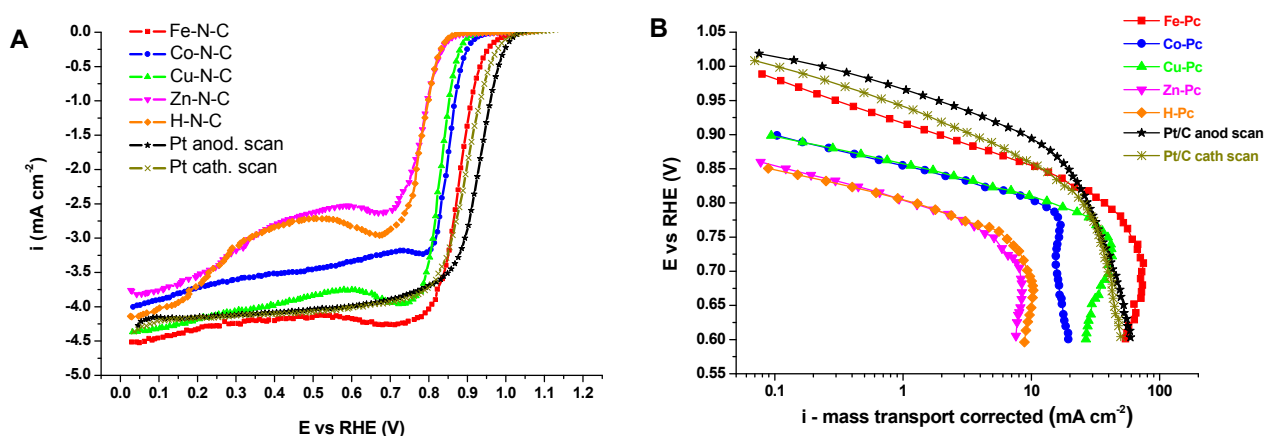 A
Fe-N-C
Co-N-C
Cu-N-C
Zn-N-C
H-N-C
Pt anod. scan
Pt cath. scan
0.0
-0.5
-1.0
-1.5
-2.0
-2.5
-3.0
-3.5
-4.0
-4.5
-5.0
i (mA cm-2)
0.0 0.1 0.2 0.3 0.4 0.5 0.6 0.7 0.8 0.9 1.0 1.1 1.2
E vs RHE (V)
B
Fe-Pc
Co-Pc
Cu-Pc
Zn-Pc
H-Pc
Pt/C anod scan
Pt/C cath scan
1.05
1.00
0.95
0.90
0.85
0.80
0.75
0.70
0.65
0.60
0.55
E vs RHE (V)
0.1 1 10 100
i - mass transport corrected (mA cm-2)